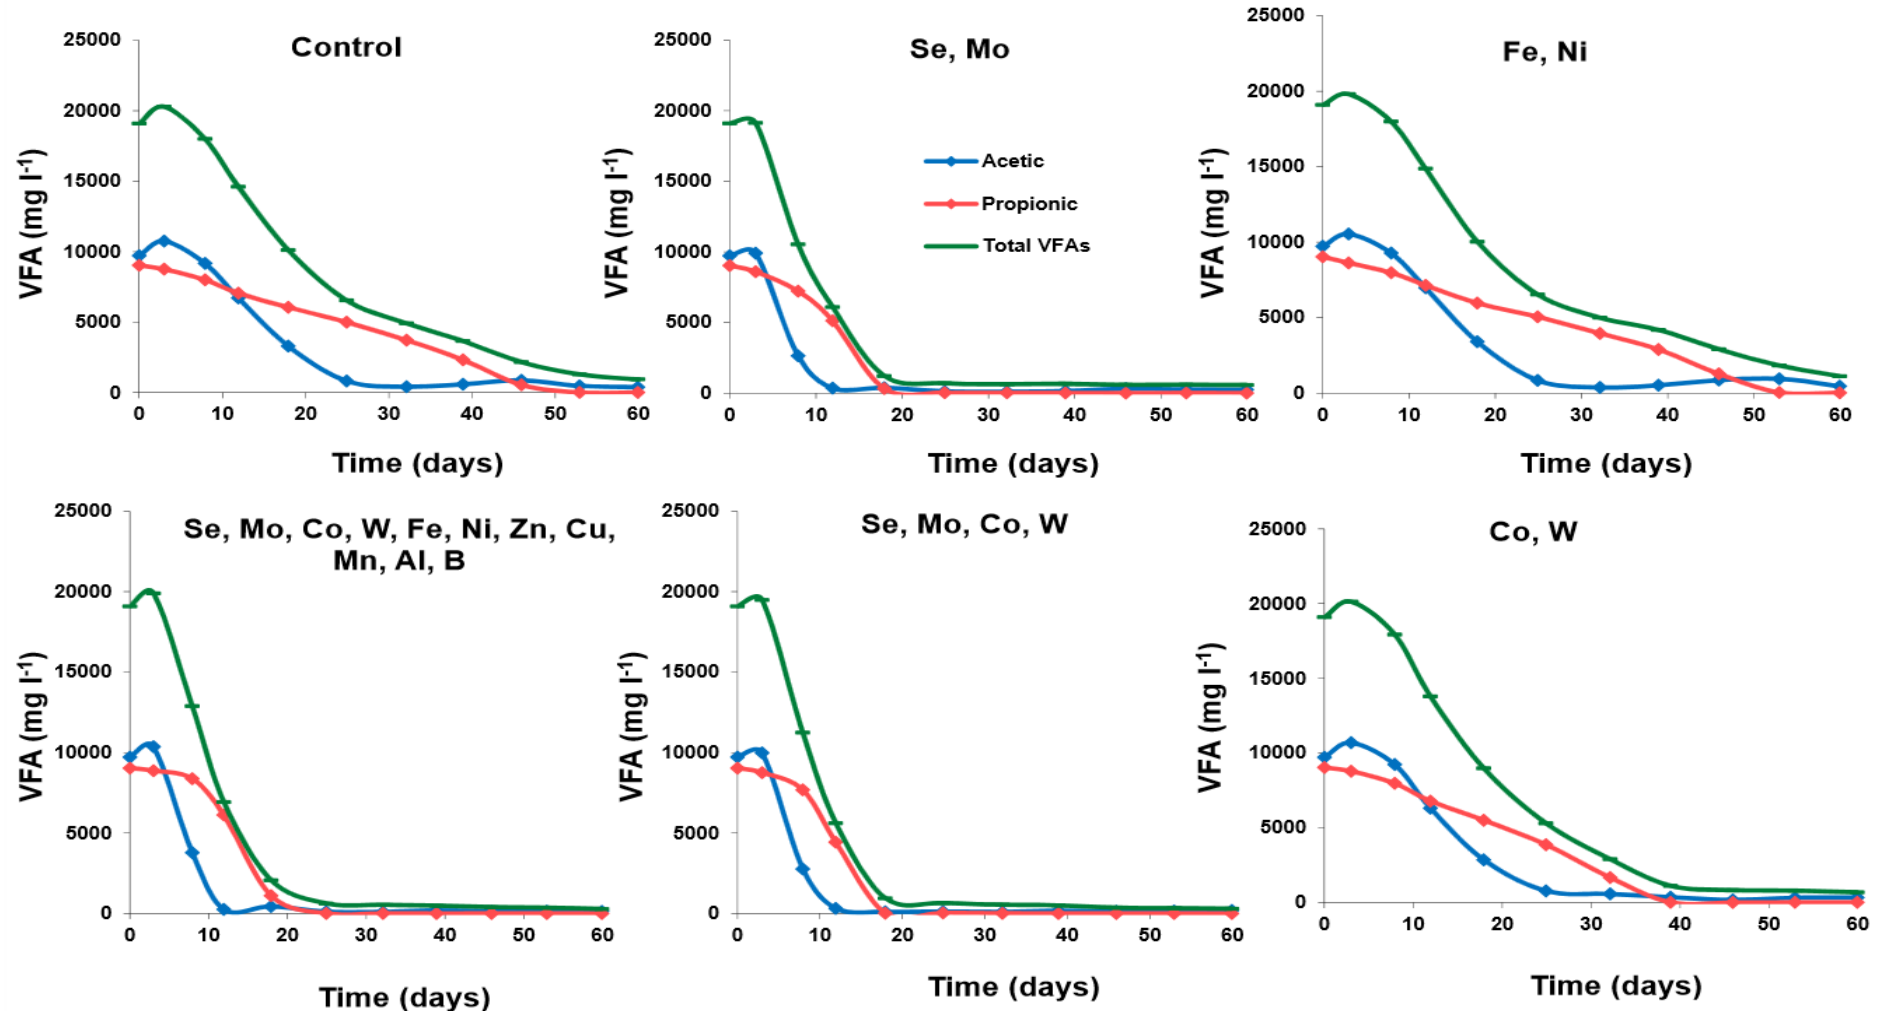 Control
25000
20000
15000
10000
5000
0
VFA (mg l-1)
0 10 20 30 40 50 60
Time (days)
Se, Mo
25000
20000
15000
10000
5000
0
VFA (mg l-1)
Acetic
Propionic
Total VFAs
0 10 20 30 40 50 60
Time (days)
Fe, Ni
25000
20000
15000
10000
5000
0
VFA (mg l-1)
0 10 20 30 40 50 60
Time (days)
Se, Mo, Co, W, Fe, Ni, Zn, Cu,
Mn, Al, B
25000
20000
15000
10000
5000
0
VFA (mg l-1)
0 10 20 30 40 50 60
Time (days)
Se, Mo, Co, W
25000
20000
15000
10000
5000
0
VFA (mg l-1)
0 10 20 30 40 50 60
Time (days)
Co, W
25000
20000
15000
10000
5000
0
VFA (mg l-1)
0 10 20 30 40 50 60
Time (days)